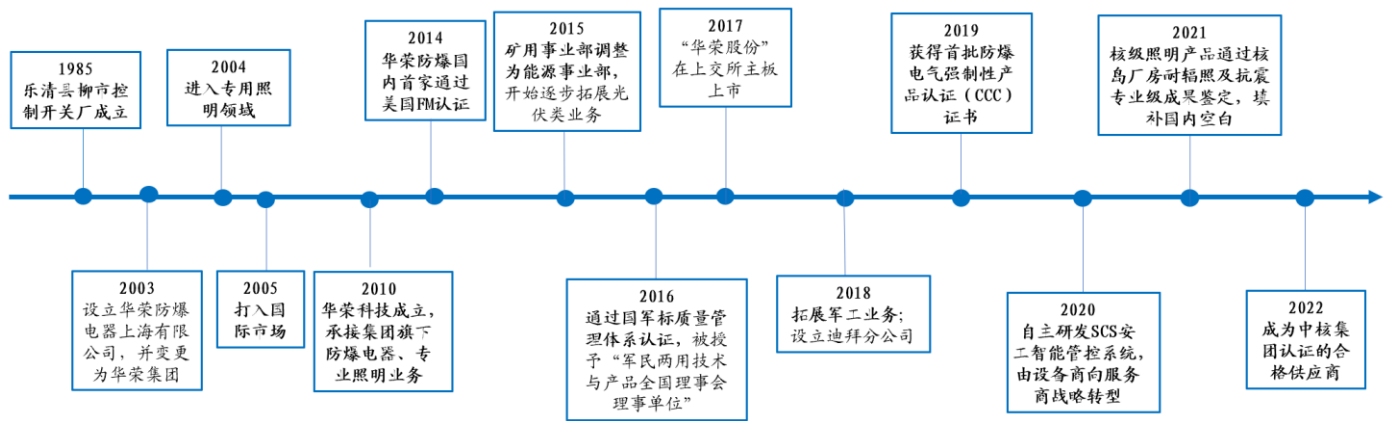 1985
乐清县柳市控
制开关厂成立
2003
设立华荣防爆
电器上海有限
公司，并变更
为华荣集团
2004
进入专用照
明领域
2005
打入国
际市场
2010
华荣科技成立，
承接集团旗下
防爆电器、专
业照明业务
2014
华荣防爆国
内首家通过
美国FM认证
2015
矿用事业部调整
为能源事业部，
开始逐步拓展光
伏类业务
2016
通过国军标质量管
理体系认证，被授
予“军民两用技术
与产品全国理事会
理事单位”
2017
“华荣股份”
在上交所主板
上市
2018
拓展军工业务；
设立迪拜分公司
2019
获得首批防爆
电气强制性产
品认证（CCC）
证书
2020
自主研发SCS安
工智能管控系统，
由设备商向服务
商战略转型
2021
核级照明产品通过核
岛厂房耐辐照及抗震
专业级成果鉴定，填
补国内空白
2022
成为中核集
团认证的合
格供应商